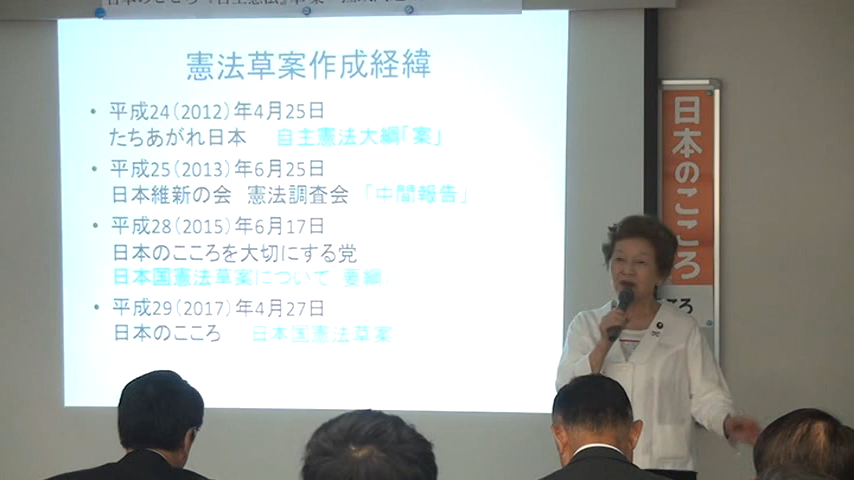 憲法草案作成経緯
• 平成24(2012)年4月25日
たちあがれ日本 自主憲法大綱「案」
• 平成25(2013)年6月25日
日本維新の会 憲法調査会 「中間報告」
• 平成28(2015)年6月17日
日本のこころを大切にする党
日本国憲法草案について 要綱
• 平成29(2017)年4月27日
日本のこころ 日本国憲法草案
日本のこころ